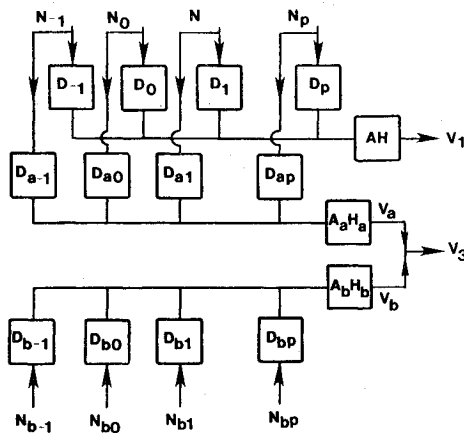 N-1 N0 N Np
D-1 D0 D1 Dp
AH V1
Da-1 Da0 Da1 Dap
AaHa Va
V3
AbHb Vb
Db-1 Db0 Db1 Dbp
Nb-1 Nb0 Nb1 Nbp